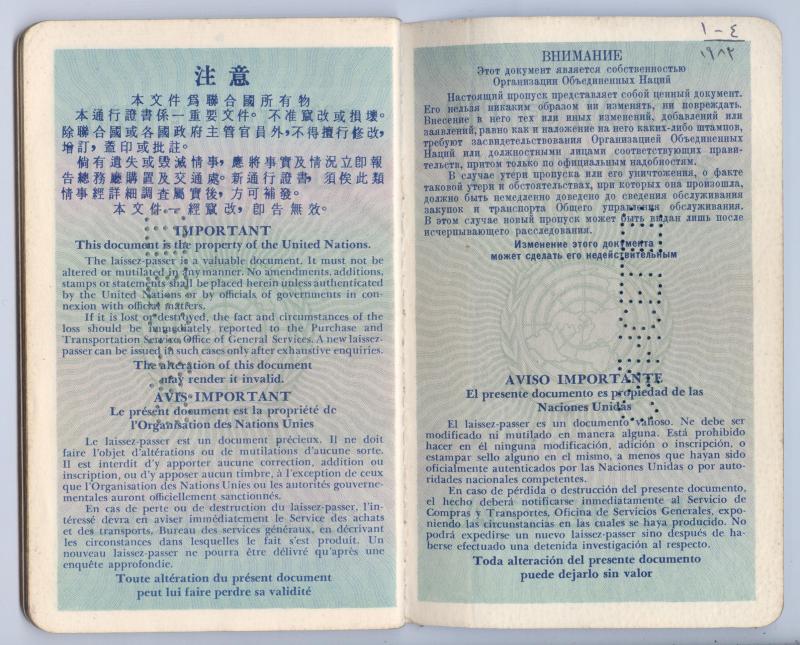 注意
本文件爲聯合國所有物
本通行證書係一重要文件。不准竄改或損壞。
除聯合國或各國政府主管官員外,不得擅行修改,
增訂,蓋印或批註。
倘有遺失或毀滅情事,應將事實及情況立卽報
告總務廳購置及交通處。新通行證書,須俟此類
情事經詳細調查屬實後,方可補發。
本文件一經竄改,卽告無效。
IMPORTANT
This document is the property of the United Nations.
The laissez-passer is a valuable document. It must not be
altered or mutilated in any manner. No amendments, additions,
stamps or statements shall be placed herein unless authenticated
by the United Nations or by officials of governments in con-
nexion with official matters.
If it is lost or destroyed, the fact and circumstances of the
loss should be immediately reported to the Purchase and
Transportation Service, Office of General Services. A new laissez-
passer can be issued in such cases only after exhaustive enquiries.
The alteration of this document
may render it invalid.
AVIS IMPORTANT
Le présent document est la propriété de
l'Organisation des Nations Unies
Le laissez-passer est un document précieux. Il ne doit
faire l'objet d'altérations ou de mutilations d'aucune sorte.
Il est interdit d'y apporter aucune correction, addition ou
inscription, ou d'y apposer aucun timbre, à l'exception de ceux
que l'Organisation des Nations Unies ou les autorités gouverne-
mentales auront officiellement sanctionnés.
En cas de perte ou de destruction du laissez-passer, l'in-
téressé devra en aviser immédiatement le Service des achats
et des transports, Bureau des services généraux, en décrivant
les circonstances dans lesquelles le fait s'est produit. Un
nouveau laissez-passer ne pourra être délivré qu'après une
enquête approfondie.
Toute altération du présent document
peut lui faire perdre sa validité
١-٤
١٩٨٢
ВНИМАНИЕ
Этот документ является собственностью
Организации Объединенных Наций
Настоящий пропуск представляет собой ценный документ.
Его нельзя никаким образом ни изменять, ни повреждать.
Внесение в него тех или иных изменений, добавлений или
заявлений, равно как и наложение на него каких-либо штампов,
требуют засвидетельствования Организацией Объединенных
Наций или должностными лицами соответствующих прави-
тельств, притом только по официальным надобностям.
В случае утери пропуска или его уничтожения, о факте
таковой утери и обстоятельствах, при которых она произошла,
должно быть немедленно доведено до сведения обслуживания
закупок и транспорта Общего управления обслуживания.
В этом случае новый пропуск может быть выдан лишь после
исчерпывающего расследования.
Изменение этого документа
может сделать его недействительным
AVISO IMPORTANTE
El presente documento es propiedad de las
Naciones Unidas
El laissez-passer es un documento valioso. Ne debe ser
modificado ni mutilado en manera alguna. Está prohibido
hacer en él ninguna modificación, adición o inscripción, o
estampar sello alguno en el mismo, a menos que hayan sido
oficialmente autenticados por las Naciones Unidas o por auto-
ridades nacionales competentes.
En caso de pérdida o destrucción del presente documento,
el hecho deberá notificarse inmediatamente al Servicio de
Compras y Transportes, Oficina de Servicios Generales, expo-
niendo las circunstancias en las cuales se haya producido. No
podrá expedirse un nuevo laissez-passer sino después de ha-
berse efectuado una detenida investigación al respecto.
Toda alteración del presente documento
puede dejarlo sin valor